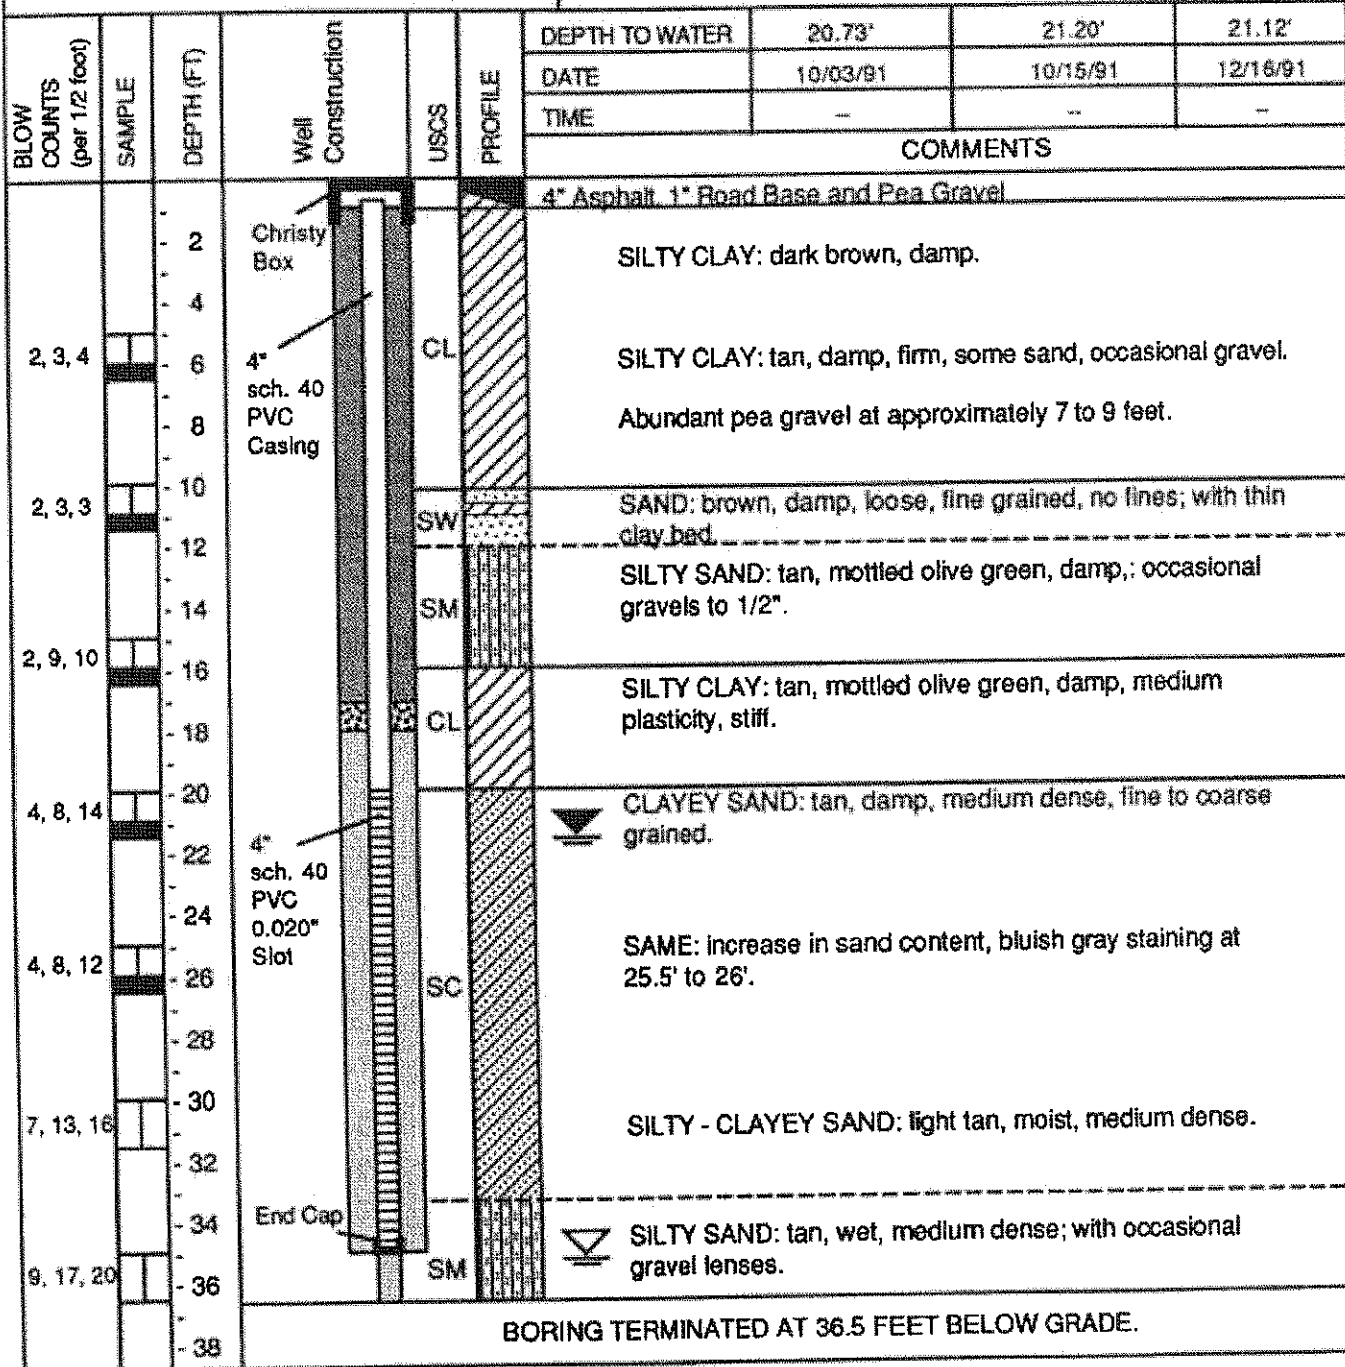 DEPTH TO WATER 20.73' 21.20' 21.12'
DATE 10/03/91 10/15/91 12/16/91
TIME – -- –
COMMENTS
BLOW
COUNTS
(per 1/2 foot)
SAMPLE
DEPTH (FT)
Well
Construction
USCS
PROFILE
4" Asphalt, 1" Road Base and Pea Gravel
Christy
Box
2
SILTY CLAY: dark brown, damp.
4
2, 3, 4
6
4"
sch. 40
PVC
Casing
CL
SILTY CLAY: tan, damp, firm, some sand, occasional gravel.
8
Abundant pea gravel at approximately 7 to 9 feet.
10
2, 3, 3
SW
SAND: brown, damp, loose, fine grained, no fines; with thin
clay bed.
12
SILTY SAND: tan, mottled olive green, damp,: occasional
gravels to 1/2".
14
SM
2, 9, 10
16
SILTY CLAY: tan, mottled olive green, damp, medium
plasticity, stiff.
CL
18
20
4, 8, 14
CLAYEY SAND: tan, damp, medium dense, fine to coarse
grained.
22
4"
sch. 40
PVC
0.020"
Slot
24
SAME: increase in sand content, bluish gray staining at
25.5' to 26'.
4, 8, 12
26
SC
28
30
7, 13, 16
SILTY - CLAYEY SAND: light tan, moist, medium dense.
32
34
End Cap
SILTY SAND: tan, wet, medium dense; with occasional
gravel lenses.
SM
9, 17, 20
36
BORING TERMINATED AT 36.5 FEET BELOW GRADE.
38